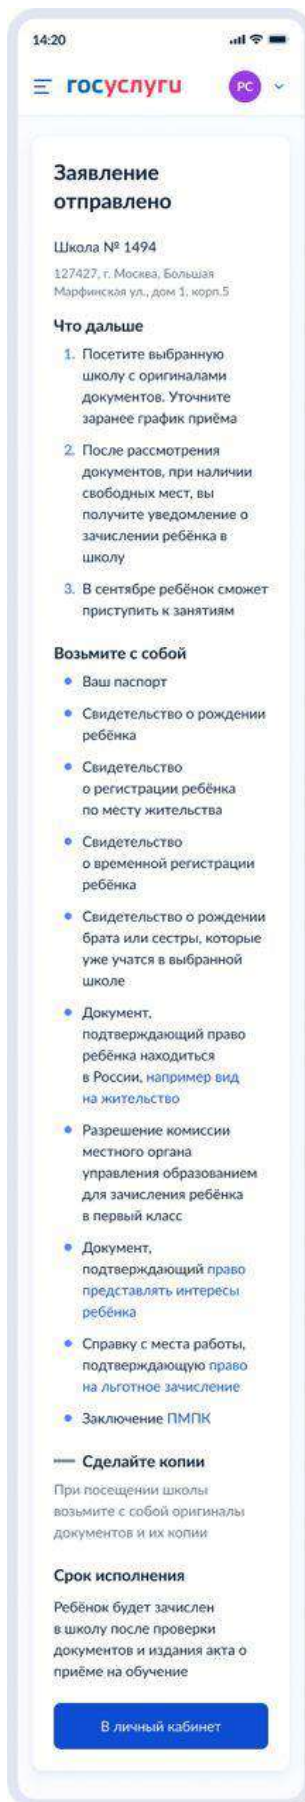 14:20
госуслуги
РС
Заявление
отправлено
Школа № 1494
127427, г. Москва, Большая
Марфинская ул., дом 1, корп.5
Что дальше
1. Посетите выбранную
школу с оригиналами
документов. Уточните
заранее график приёма
2. После рассмотрения
документов, при наличии
свободных мест, вы
получите уведомление о
зачислении ребёнка в
школу
3. В сентябре ребёнок сможет
приступить к занятиям
Возьмите с собой
Ваш паспорт
Свидетельство о рождении
ребёнка
Свидетельство
о регистрации ребёнка
по месту жительства
Свидетельство
о временной регистрации
ребёнка
Свидетельство о рождении
брата или сестры, которые
уже учатся в выбранной
школе
Документ,
подтверждающий право
ребёнка находиться
в России, например вид
на жительство
Разрешение комиссии
местного органа
управления образованием
для зачисления ребёнка
в первый класс
Документ,
подтверждающий право
представлять интересы
ребёнка
Справку с места работы,
подтверждающую право
на льготное зачисление
Заключение ПМПК
Сделайте копии
При посещении школы
возьмите с собой оригиналы
документов и их копии
Срок исполнения
Ребёнок будет зачислен
в школу после проверки
документов и издания акта о
приёме на обучение
В личный кабинет